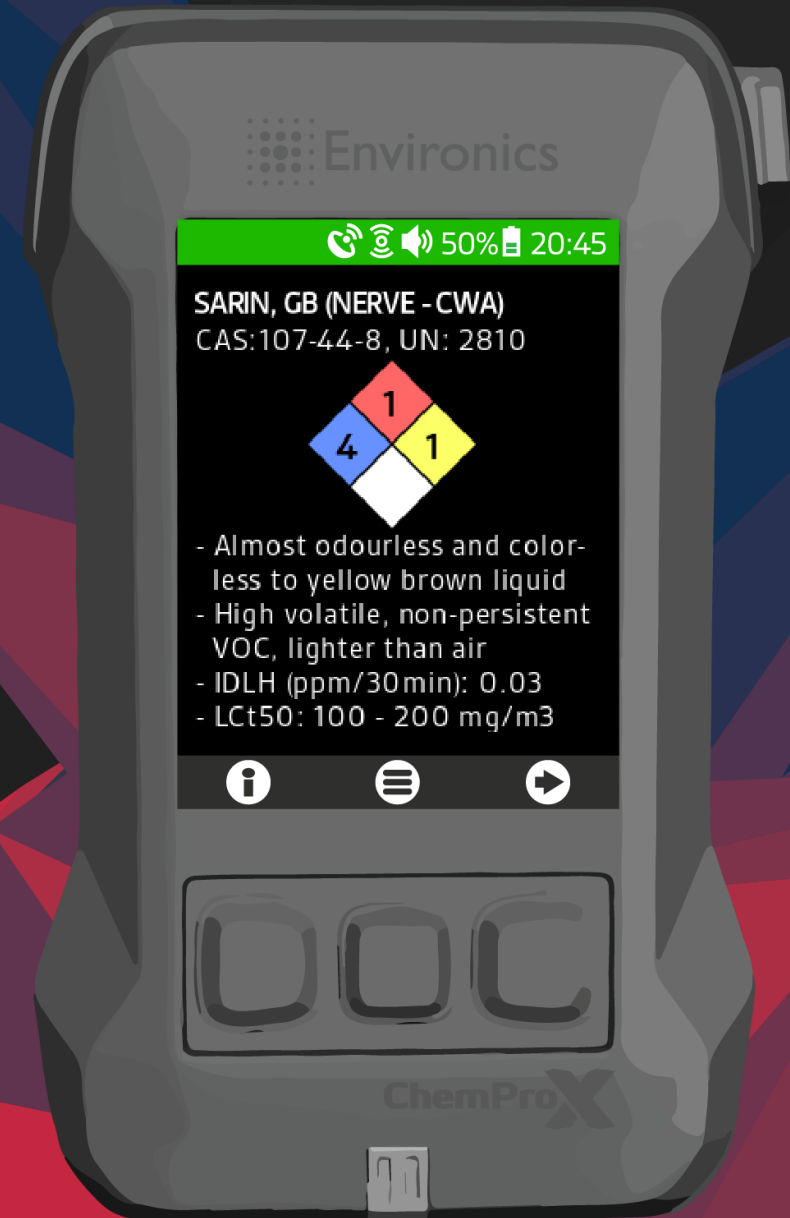 Environics
50% 20:45
SARIN, GB (NERVE - CWA)
CAS:107-44-8, UN: 2810
1
4 1
- Almost odourless and color-
less to yellow brown liquid
- High volatile, non-persistent
VOC, lighter than air
- IDLH (ppm/30min): 0.03
- LCt50: 100 - 200 mg/m3
ChemPro X